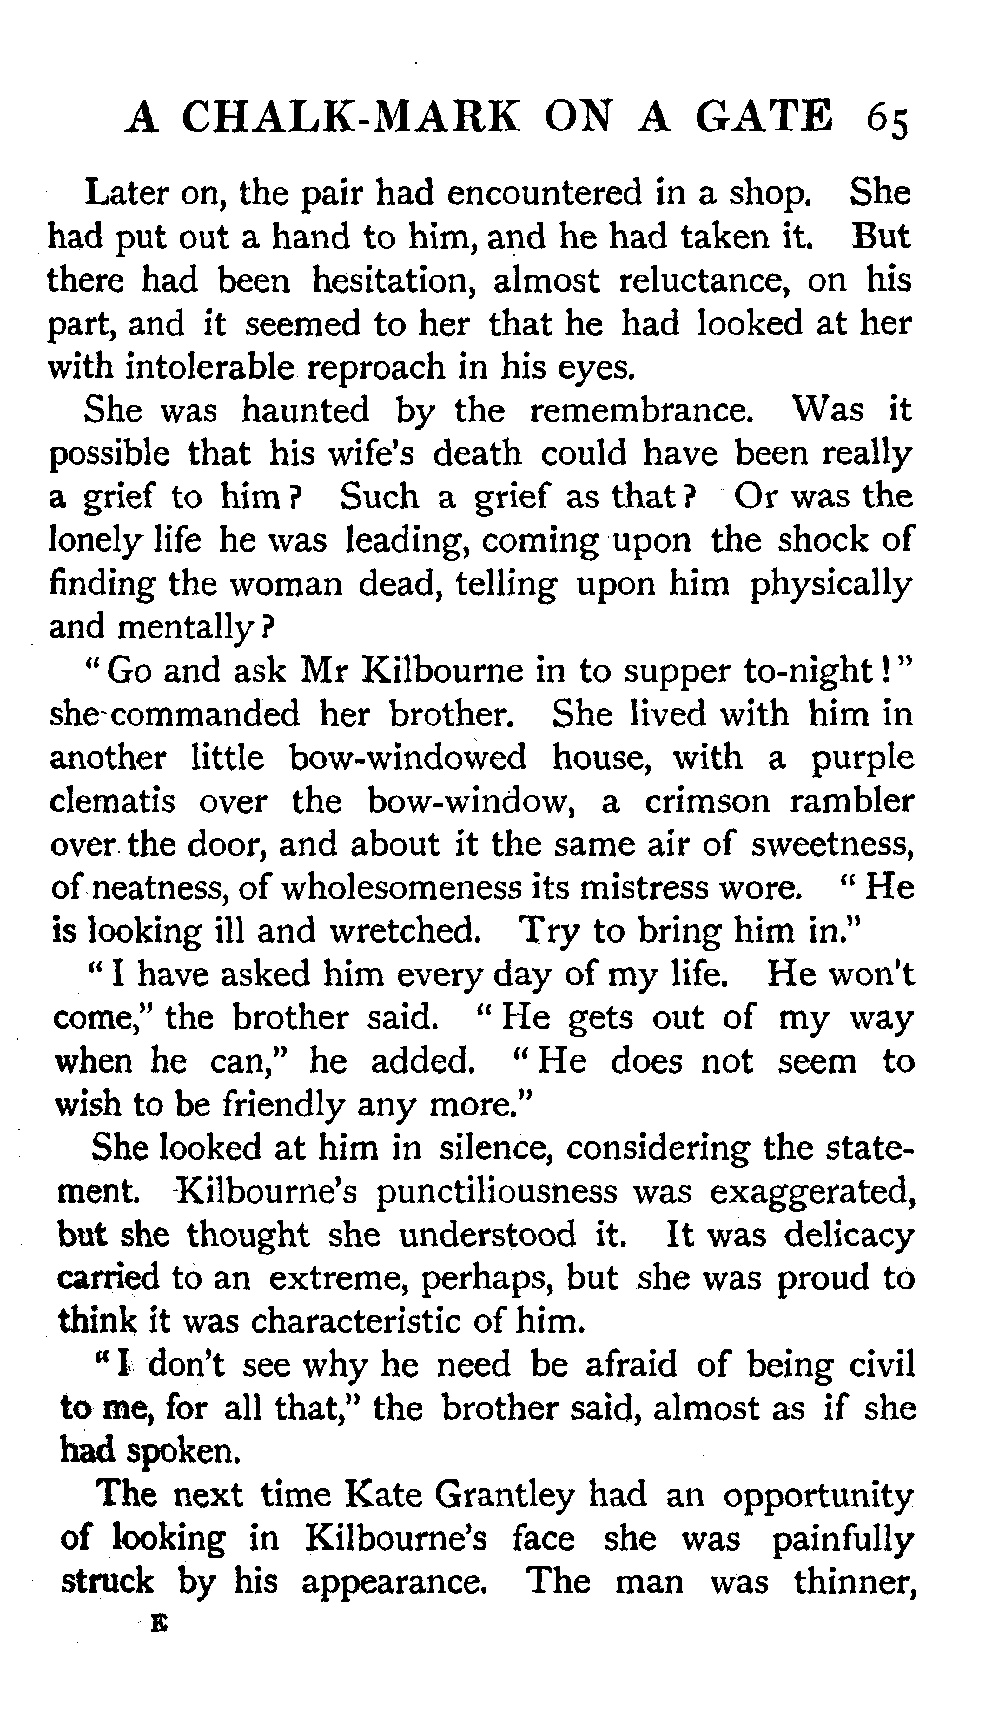 A CHALK-MARK ON A GATE 65
Later on, the pair had encountered in a shop. She
had put out a hand to him, and he had taken it. But
there had been hesitation, almost reluctance, on his
part, and it seemed to her that he had looked at her
with intolerable reproach in his eyes.
She was haunted by the remembrance. Was it
possible that his wife's death could have been really
a grief to him? Such a grief as that? Or was the
lonely life he was leading, coming upon the shock of
finding the woman dead, telling upon him physically
and mentally?
"Go and ask Mr Kilbourne in to supper to-night!"
she commanded her brother. She lived with him in
another little bow-windowed house, with a purple
clematis over the bow-window, a crimson rambler
over the door, and about it the same air of sweetness,
of neatness, of wholesomeness its mistress wore. "He
is looking ill and wretched. Try to bring him in."
"I have asked him every day of my life. He won't
come," the brother said. "He gets out of my way
when he can," he added. "He does not seem to
wish to be friendly any more."
She looked at him in silence, considering the state-
ment. Kilbourne's punctiliousness was exaggerated,
but she thought she understood it. It was delicacy
carried to an extreme, perhaps, but she was proud to
think it was characteristic of him.
"I don't see why he need be afraid of being civil
to me, for all that," the brother said, almost as if she
had spoken.
The next time Kate Grantley had an opportunity
of looking in Kilbourne's face she was painfully
struck by his appearance. The man was thinner,
E